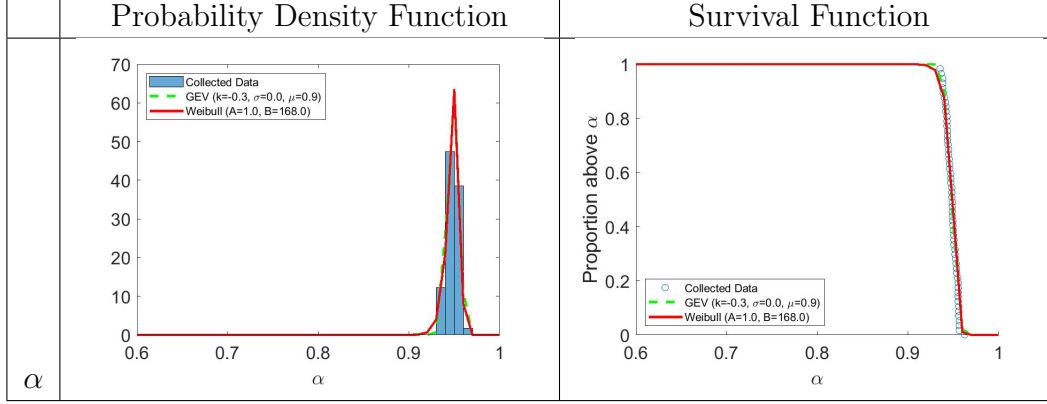 Probability Density Function
Survival Function
70
60
50
40
30
20
10
0
Collected Data
GEV (k=-0.3, σ=0.0, μ=0.9)
Weibull (A=1.0, B=168.0)
0.6 0.7 0.8 0.9 1
α
1
0.8
0.6
0.4
0.2
0
Proportion above α
Collected Data
GEV (k=-0.3, σ=0.0, μ=0.9)
Weibull (A=1.0, B=168.0)
0.6 0.7 0.8 0.9 1
α
α